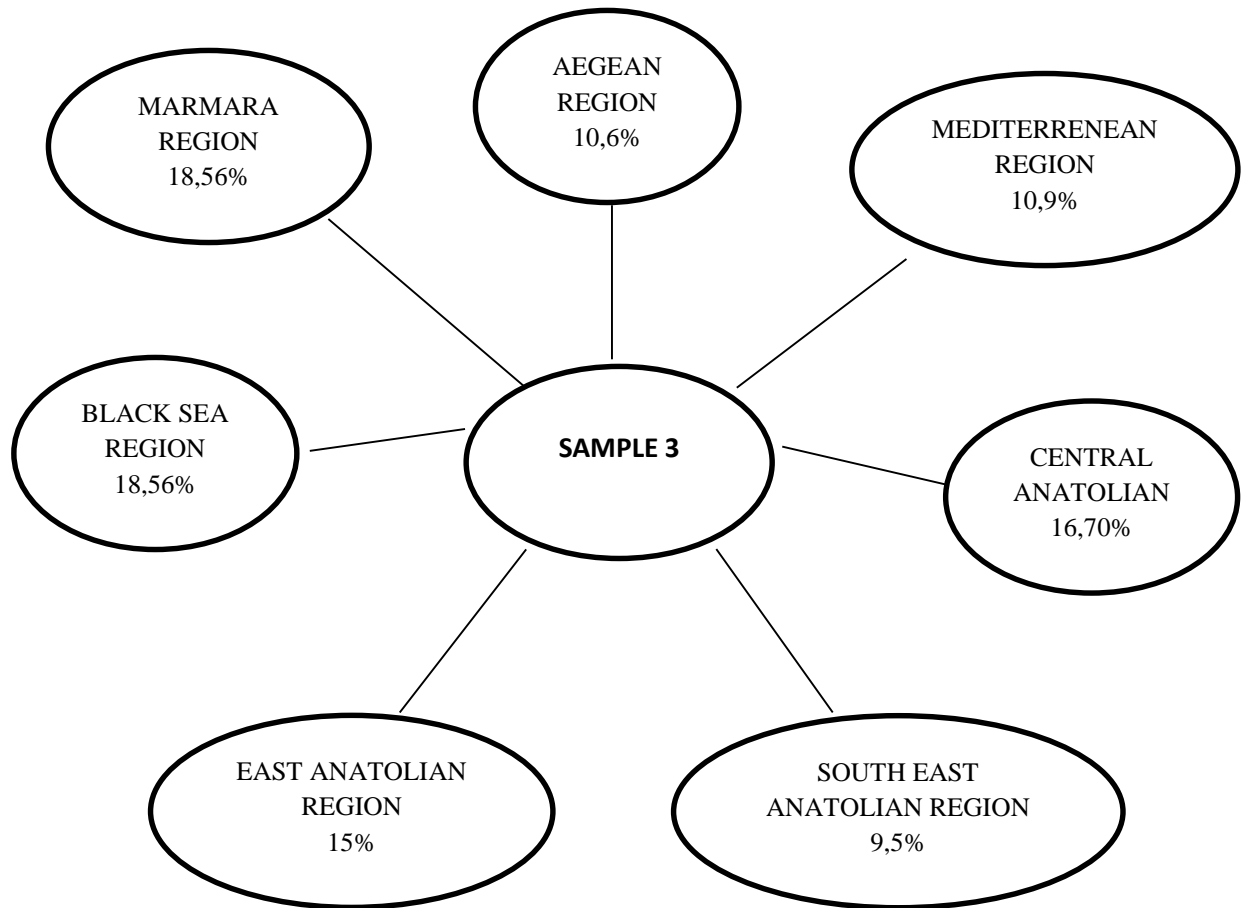 AEGEAN
REGION
10,6%
MARMARA
REGION
18,56%
MEDITERRENEAN
REGION
10,9%
BLACK SEA
REGION
18,56%
SAMPLE 3
CENTRAL
ANATOLIAN
16,70%
EAST ANATOLIAN
REGION
15%
SOUTH EAST
ANATOLIAN REGION
9,5%